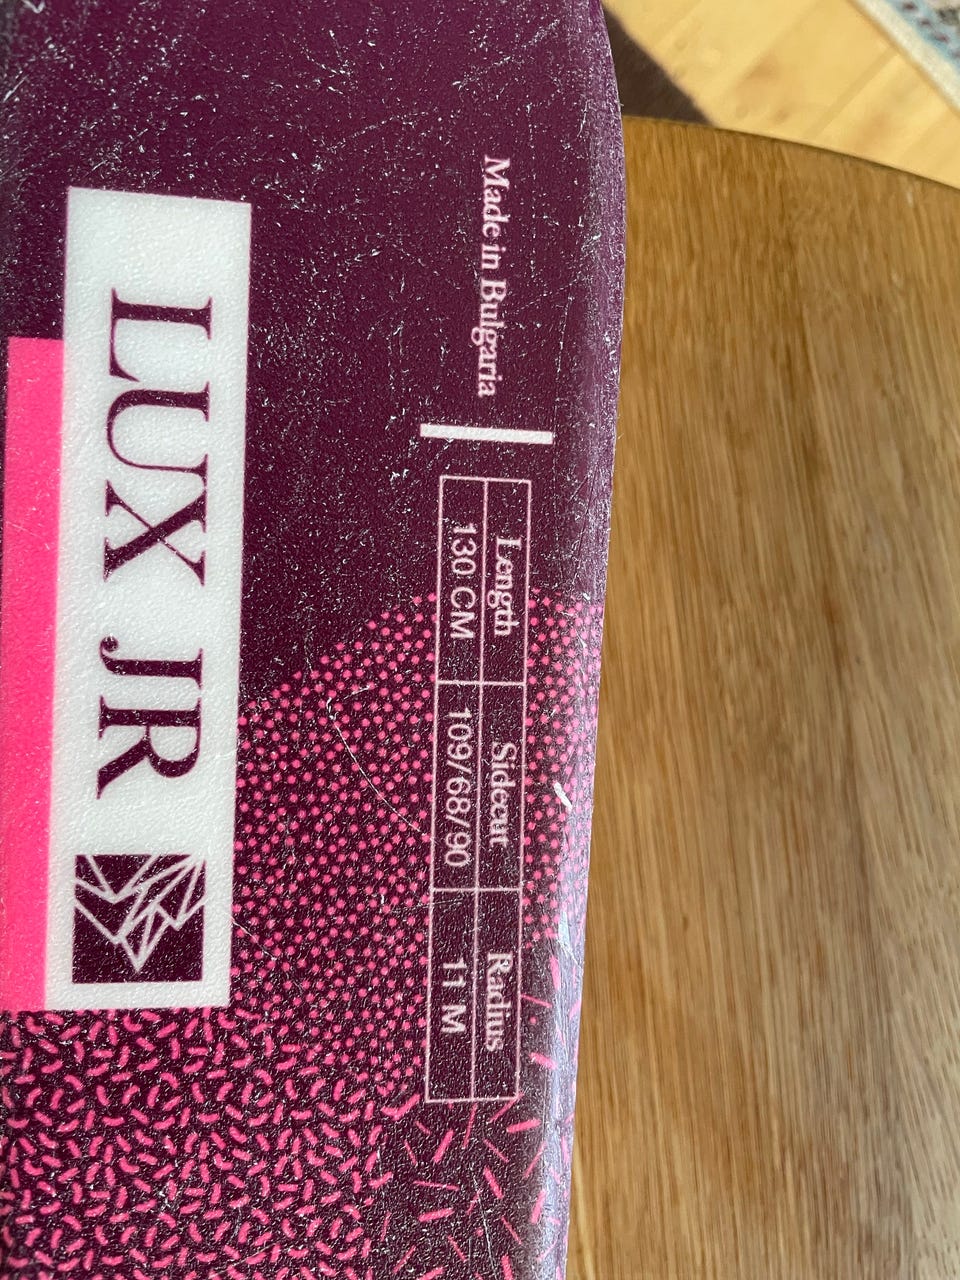 Made in Bulgaria
Length Sidecut Radius
130 CM 109/68/90 11 M
LUX JR